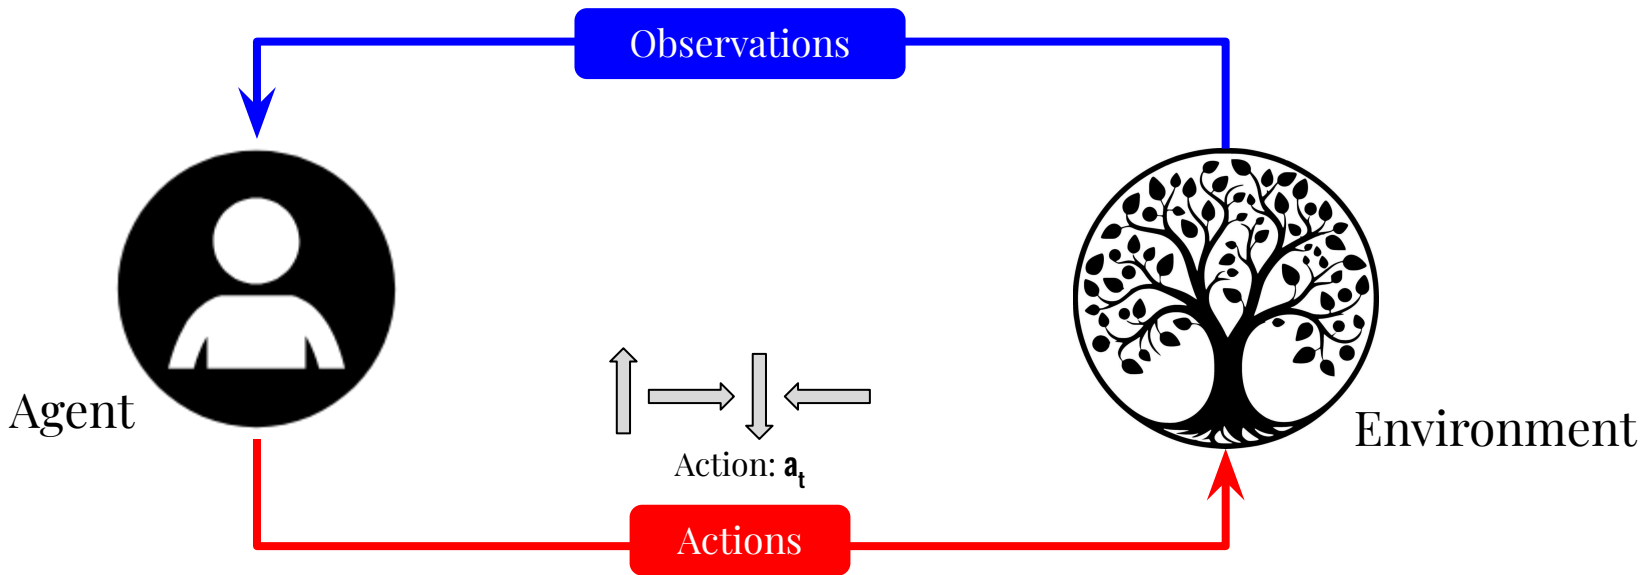 Observations
Agent
Environment
Action: aₜ
Actions